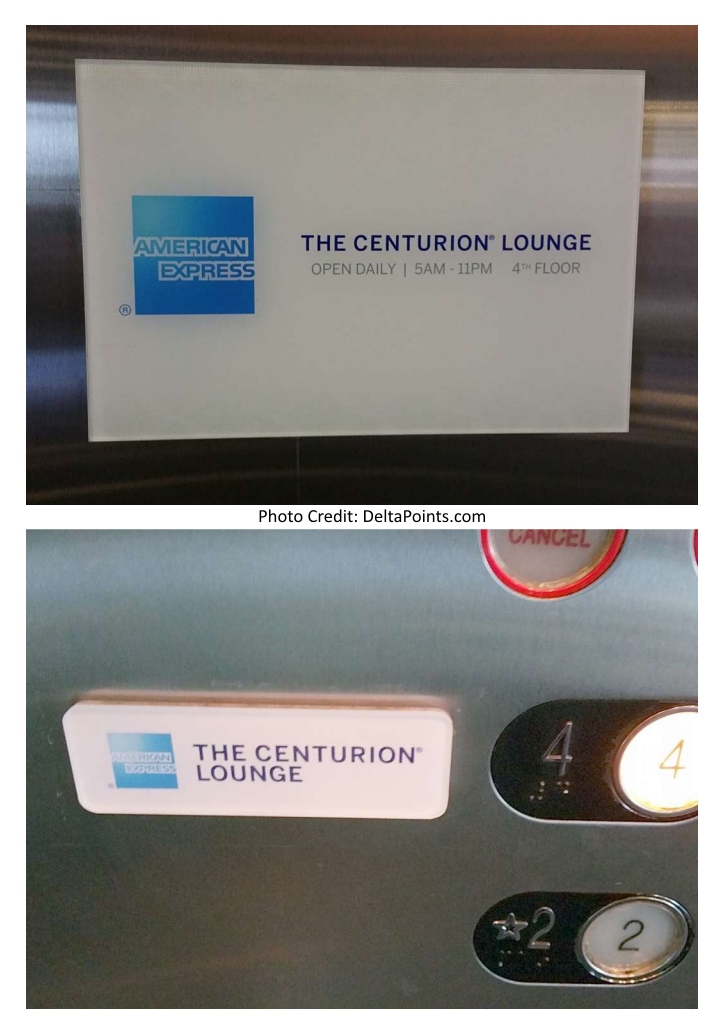 AMERICAN
EXPRESS
®
THE CENTURION® LOUNGE
OPEN DAILY | 5AM - 11PM 4TH FLOOR
Photo Credit: DeltaPoints.com
CANCEL
AMERICAN
EXPRESS
®
THE CENTURION®
LOUNGE
4 4
★2 2